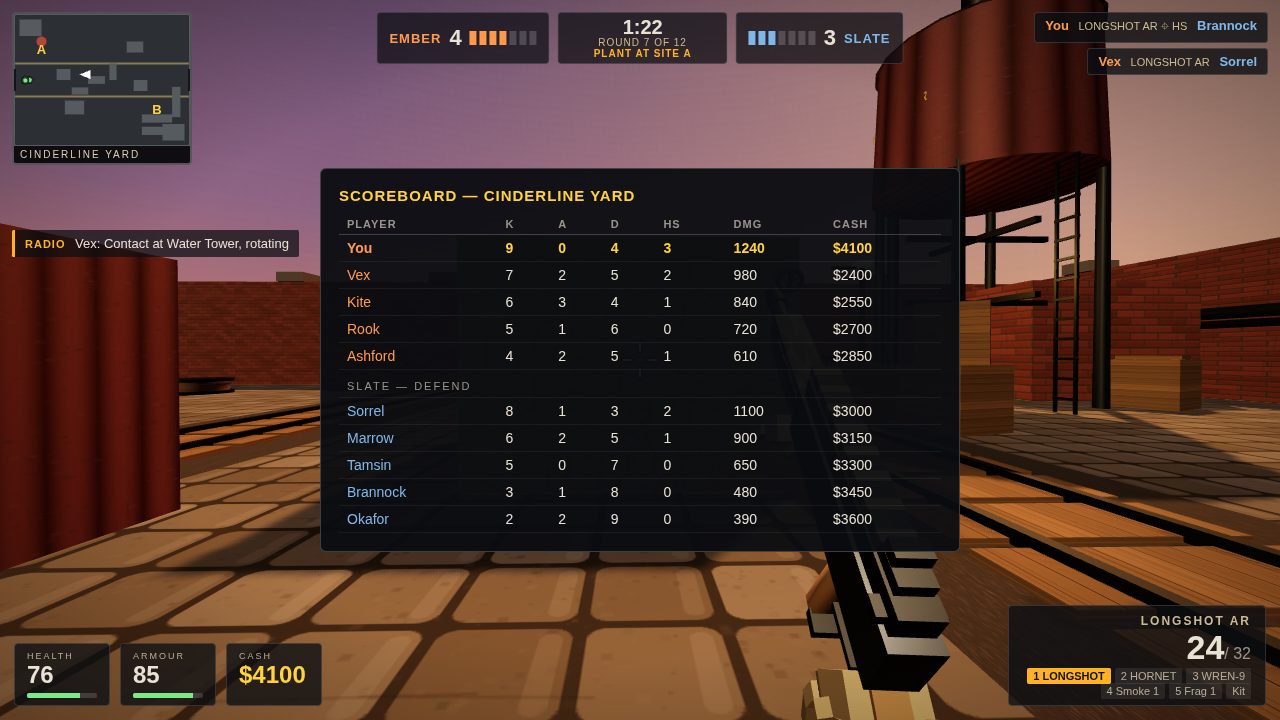 A
B
CINDERLINE YARD
EMBER 4
1:22
ROUND 7 OF 12
PLANT AT SITE A
3 SLATE
You LONGSHOT AR ⌖ HS Brannock
Vex LONGSHOT AR Sorrel
RADIO Vex: Contact at Water Tower, rotating
SCOREBOARD — CINDERLINE YARD
PLAYER K A D HS DMG CASH
You 9 0 4 3 1240 $4100
Vex 7 2 5 2 980 $2400
Kite 6 3 4 1 840 $2550
Rook 5 1 6 0 720 $2700
Ashford 4 2 5 1 610 $2850
SLATE — DEFEND
Sorrel 8 1 3 2 1100 $3000
Marrow 6 2 5 1 900 $3150
Tamsin 5 0 7 0 650 $3300
Brannock 3 1 8 0 480 $3450
Okafor 2 2 9 0 390 $3600
HEALTH
76
ARMOUR
85
CASH
$4100
LONGSHOT AR
24 / 32
1 LONGSHOT 2 HORNET 3 WREN-9
4 Smoke 1 5 Frag 1 Kit